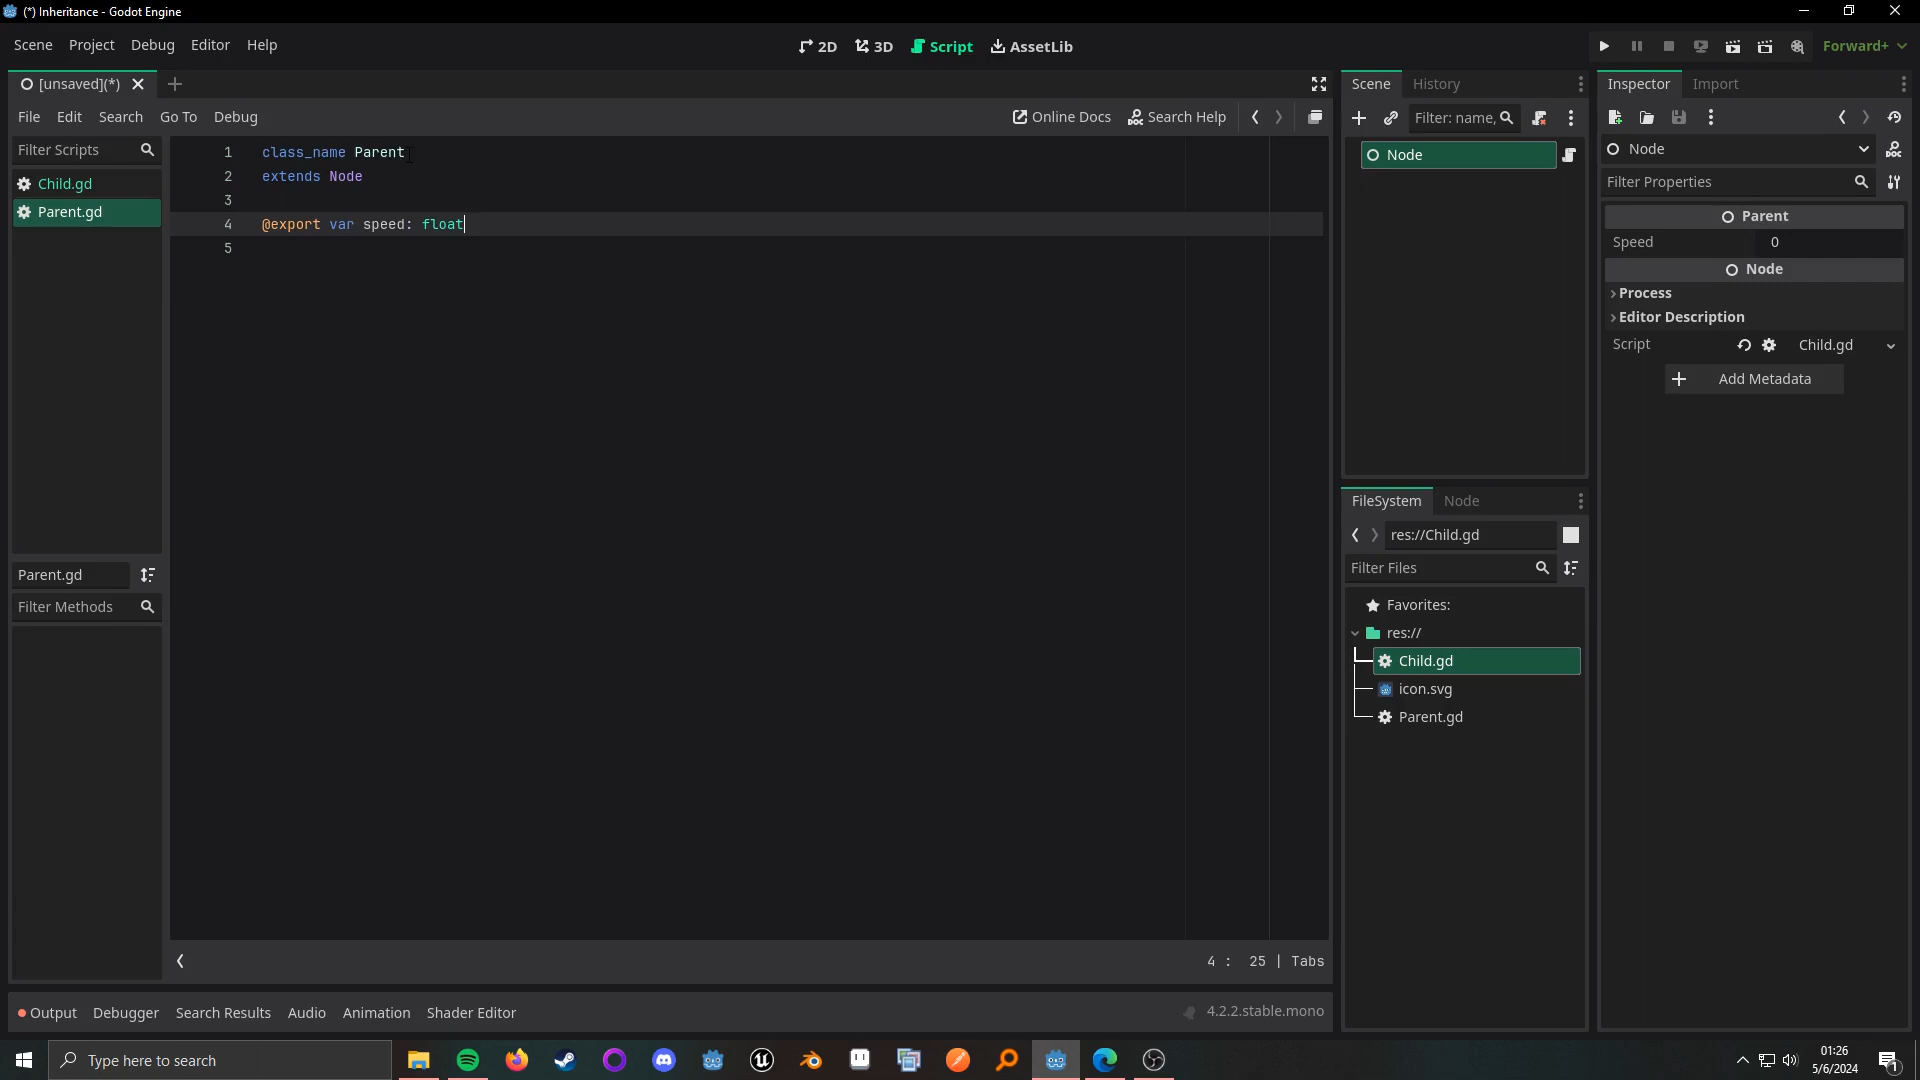 (*) Inheritance - Godot Engine
Scene Project Debug Editor Help
2D 3D Script AssetLib
Forward+
[unsaved](*)
File Edit Search Go To Debug
Online Docs Search Help
Filter Scripts
Child.gd
Parent.gd
1 class_name Parent
2 extends Node
3
4 @export var speed: float
5
Parent.gd
Filter Methods
4 : 25 | Tabs
Output Debugger Search Results Audio Animation Shader Editor
4.2.2.stable.mono
Scene History
Filter: name,
Node
FileSystem Node
res://Child.gd
Filter Files
Favorites:
res://
Child.gd
icon.svg
Parent.gd
Inspector Import
Node
Filter Properties
Parent
Speed 0
Node
Process
Editor Description
Script Child.gd
Add Metadata
Type here to search
01:26
5/6/2024
1